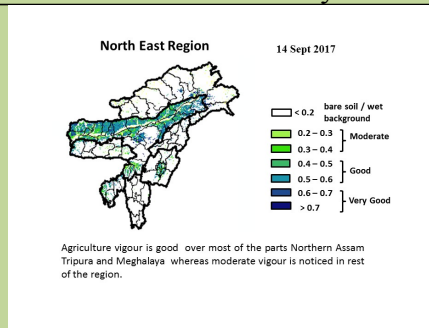 North East Region
14 Sept 2017
< 0.2 bare soil / wet
background
0.2 – 0.3
Moderate
0.3 – 0.4
0.4 – 0.5
Good
0.5 – 0.6
0.6 – 0.7
Very Good
> 0.7
Agriculture vigour is good over most of the parts Northern Assam
Tripura and Meghalaya whereas moderate vigour is noticed in rest
of the region.